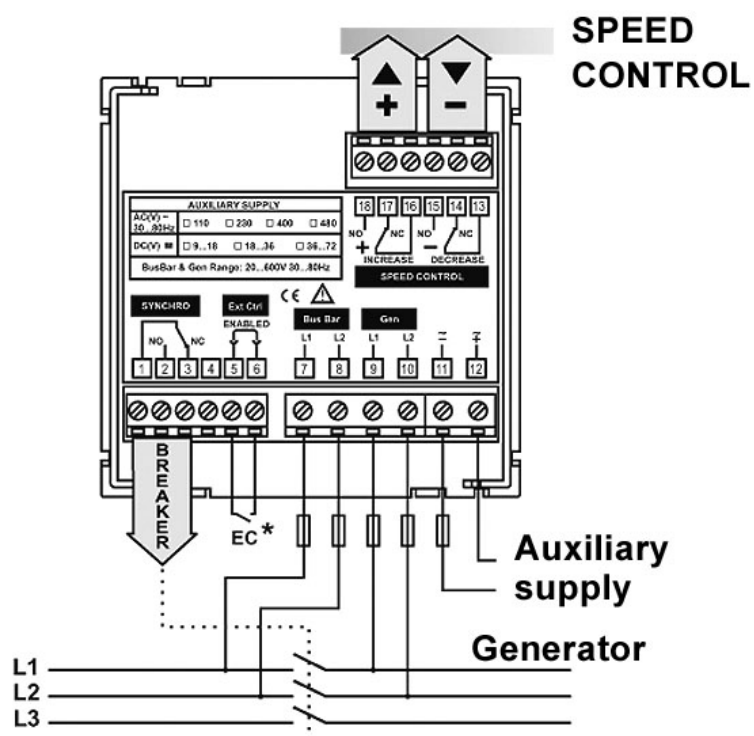 SPEED
CONTROL
+ -
AUXILIARY SUPPLY
AC(V) ~ 30..80Hz □ 110 □ 230 □ 400 □ 480
DC(V) □ 9...18 □ 18...36 □ 36...72
BusBar & Gen Range: 20...600V 30...80Hz
18 17 16 15 14 13
NO NC NO NC
+ -
INCREASE DECREASE
SPEED CONTROL
CE
SYNCHRO Ext Ctrl
ENABLED
Bus Bar Gen
NO NC
L1 L2 L1 L2
1 2 3 4 5 6 7 8 9 10 11 12
BREAKER
EC*
Auxiliary
supply
Generator
L1
L2
L3